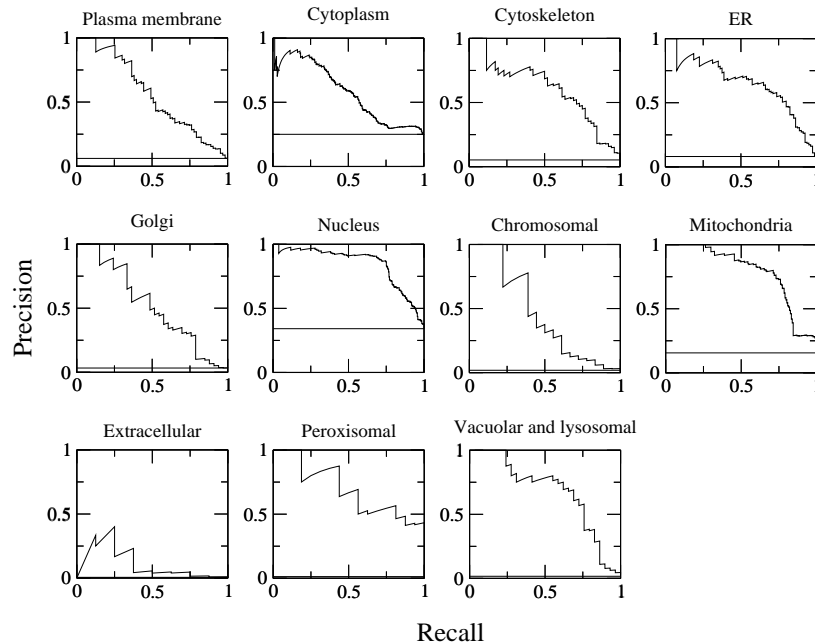 Plasma membrane Cytoplasm Cytoskeleton ER
1 1 1 1
0.5 0.5 0.5 0.5
0 0 0 0
0 0.5 1 0 0.5 1 0 0.5 1 0 0.5 1
Golgi Nucleus Chromosomal Mitochondria
1 1 1 1
0.5 0.5 0.5 0.5
0 0 0 0
0 0.5 1 0 0.5 1 0 0.5 1 0 0.5 1
Precision
Extracellular Peroxisomal Vacuolar and lysosomal
1 1 1
0.5 0.5 0.5
0 0 0
0 0.5 1 0 0.5 1 0 0.5 1
Recall